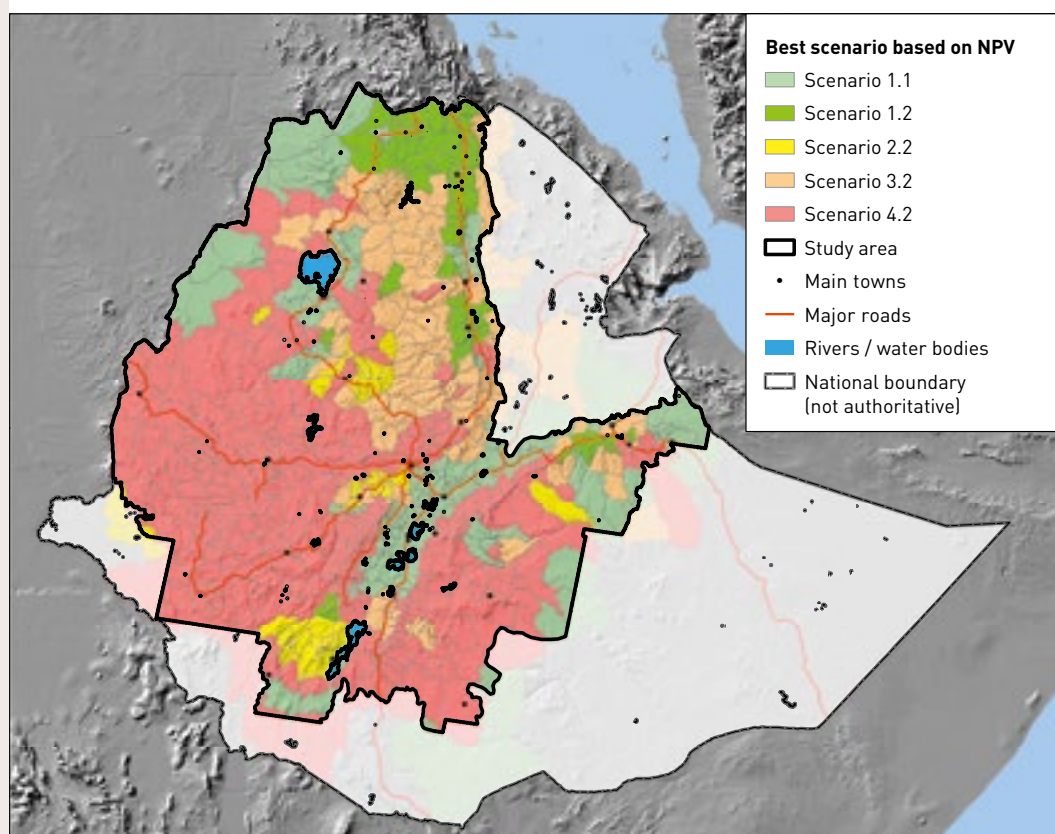 Best scenario based on NPV
Scenario 1.1
Scenario 1.2
Scenario 2.2
Scenario 3.2
Scenario 4.2
Study area
Main towns
Major roads
Rivers / water bodies
National boundary
(not authoritative)